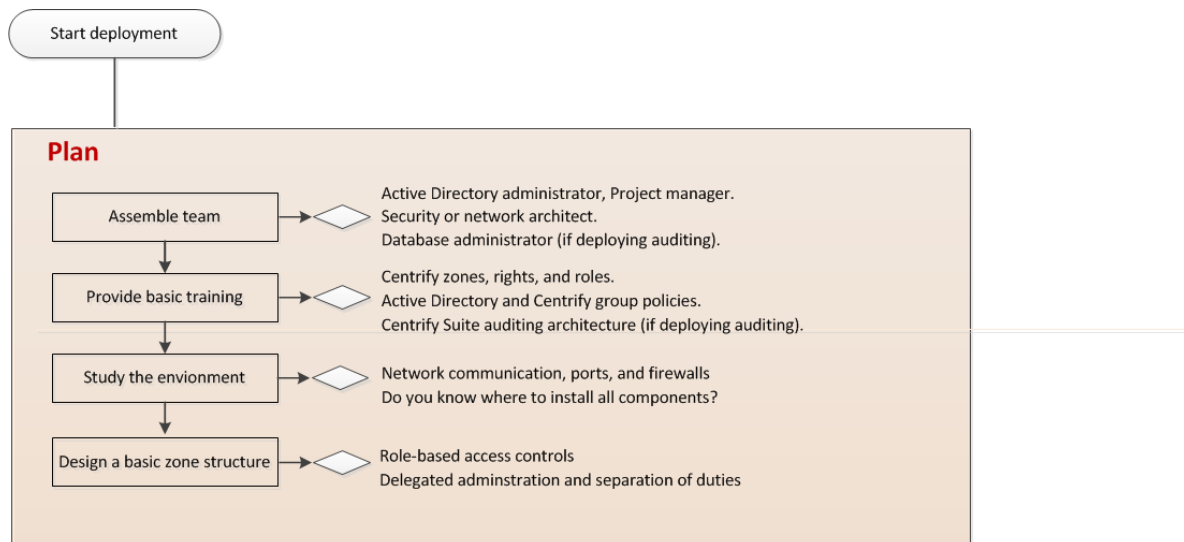 Start deployment
Plan
Assemble team
Active Directory administrator, Project manager.
Security or network architect.
Database administrator (if deploying auditing).
Provide basic training
Centrify zones, rights, and roles.
Active Directory and Centrify group policies.
Centrify Suite auditing architecture (if deploying auditing).
Study the envionment
Network communication, ports, and firewalls
Do you know where to install all components?
Design a basic zone structure
Role-based access controls
Delegated adminstration and separation of duties